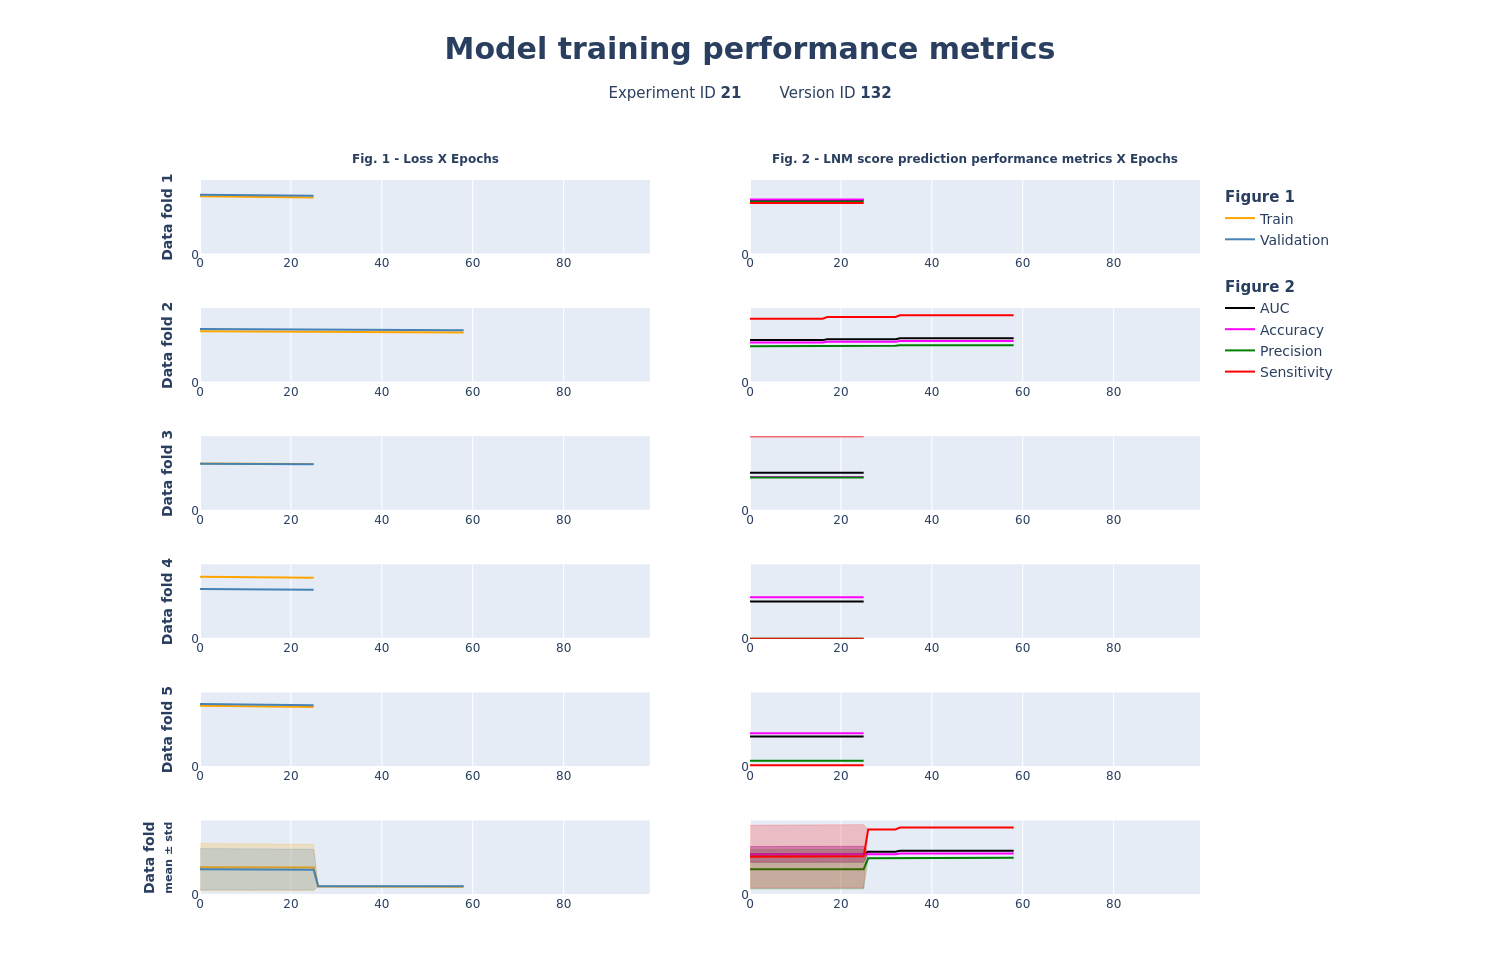 Model training performance metrics
Experiment ID 21 Version ID 132
Fig. 1 - Loss X Epochs
Fig. 2 - LNM score prediction performance metrics X Epochs
Data fold 1
0
0 20 40 60 80
0
0 20 40 60 80
Figure 1
Train
Validation
Figure 2
AUC
Accuracy
Precision
Sensitivity
Data fold 2
0
0 20 40 60 80
0
0 20 40 60 80
Data fold 3
0
0 20 40 60 80
0
0 20 40 60 80
Data fold 4
0
0 20 40 60 80
0
0 20 40 60 80
Data fold 5
0
0 20 40 60 80
0
0 20 40 60 80
Data fold
mean ± std
0
0 20 40 60 80
0
0 20 40 60 80